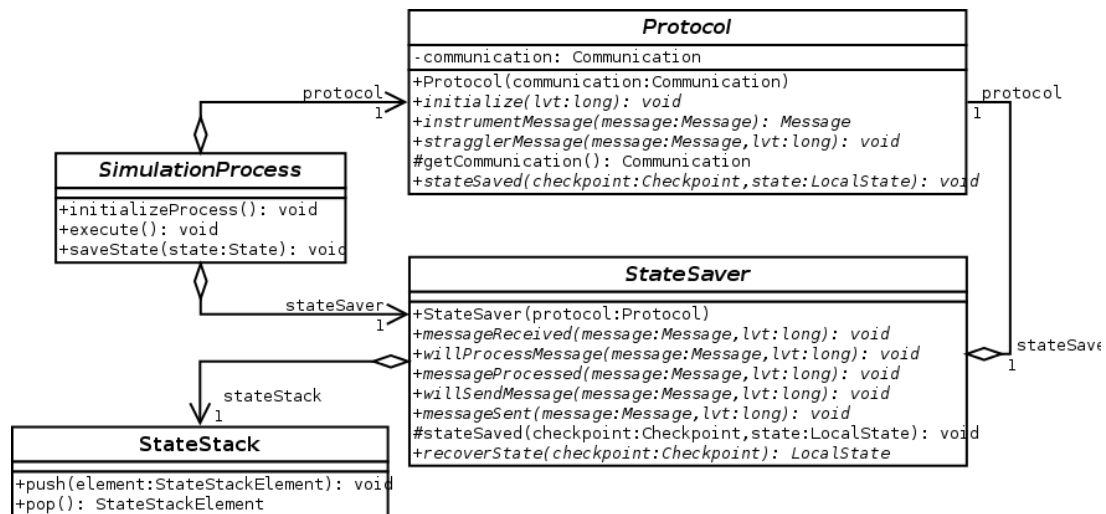 Protocol
-communication: Communication
+Protocol(communication:Communication)
+initialize(lvt:long): void
+instrumentMessage(message:Message): Message
+stragglerMessage(message:Message,lvt:long): void
#getCommunication(): Communication
+stateSaved(checkpoint:Checkpoint,state:LocalState): void
protocol
1
protocol
1
SimulationProcess
+initializeProcess(): void
+execute(): void
+saveState(state:State): void
stateSaver
1
StateSaver
+StateSaver(protocol:Protocol)
+messageReceived(message:Message,lvt:long): void
+willProcessMessage(message:Message,lvt:long): void
+messageProcessed(message:Message,lvt:long): void
+willSendMessage(message:Message,lvt:long): void
+messageSent(message:Message,lvt:long): void
#stateSaved(checkpoint:Checkpoint,state:LocalState): void
+recoverState(checkpoint:Checkpoint): LocalState
stateSave
1
stateStack
1
StateStack
+push(element:StateStackElement): void
+pop(): StateStackElement